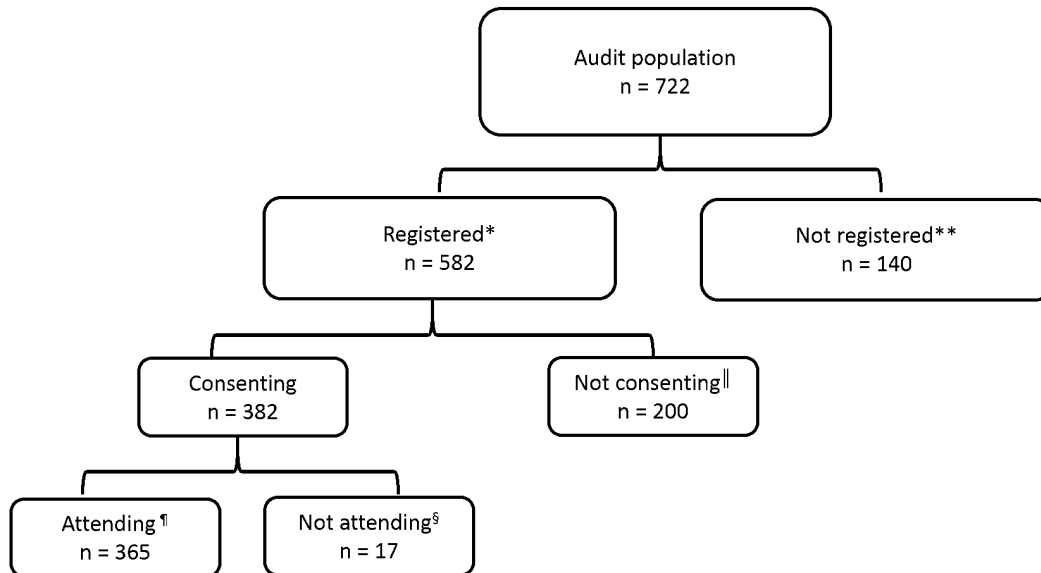 Audit population
n = 722
Registered*
n = 582
Not registered**
n = 140
Consenting
n = 382
Not consenting‖
n = 200
Attending ¶
n = 365
Not attending§
n = 17